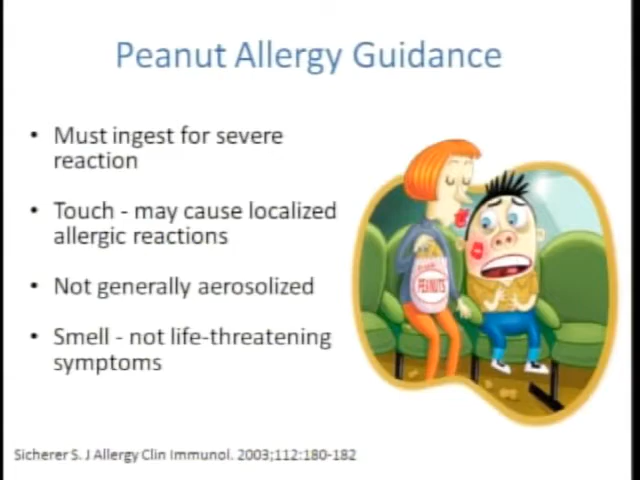 Peanut Allergy Guidance
• Must ingest for severe
reaction
• Touch - may cause localized
allergic reactions
• Not generally aerosolized
• Smell - not life-threatening
symptoms
PEANUTS
Sicherer S. J Allergy Clin Immunol. 2003;112:180-182